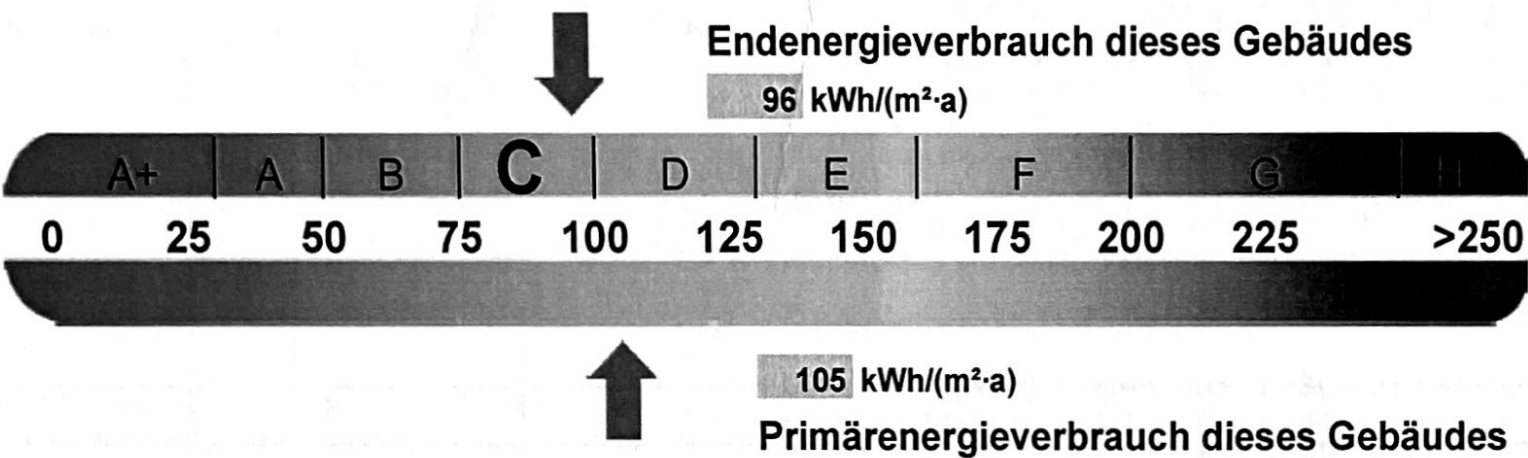 Endenergieverbrauch dieses Gebäudes
96 kWh/(m²·a)
A+ A B C D E F G H
0 25 50 75 100 125 150 175 200 225 >250
105 kWh/(m²·a)
Primärenergieverbrauch dieses Gebäudes